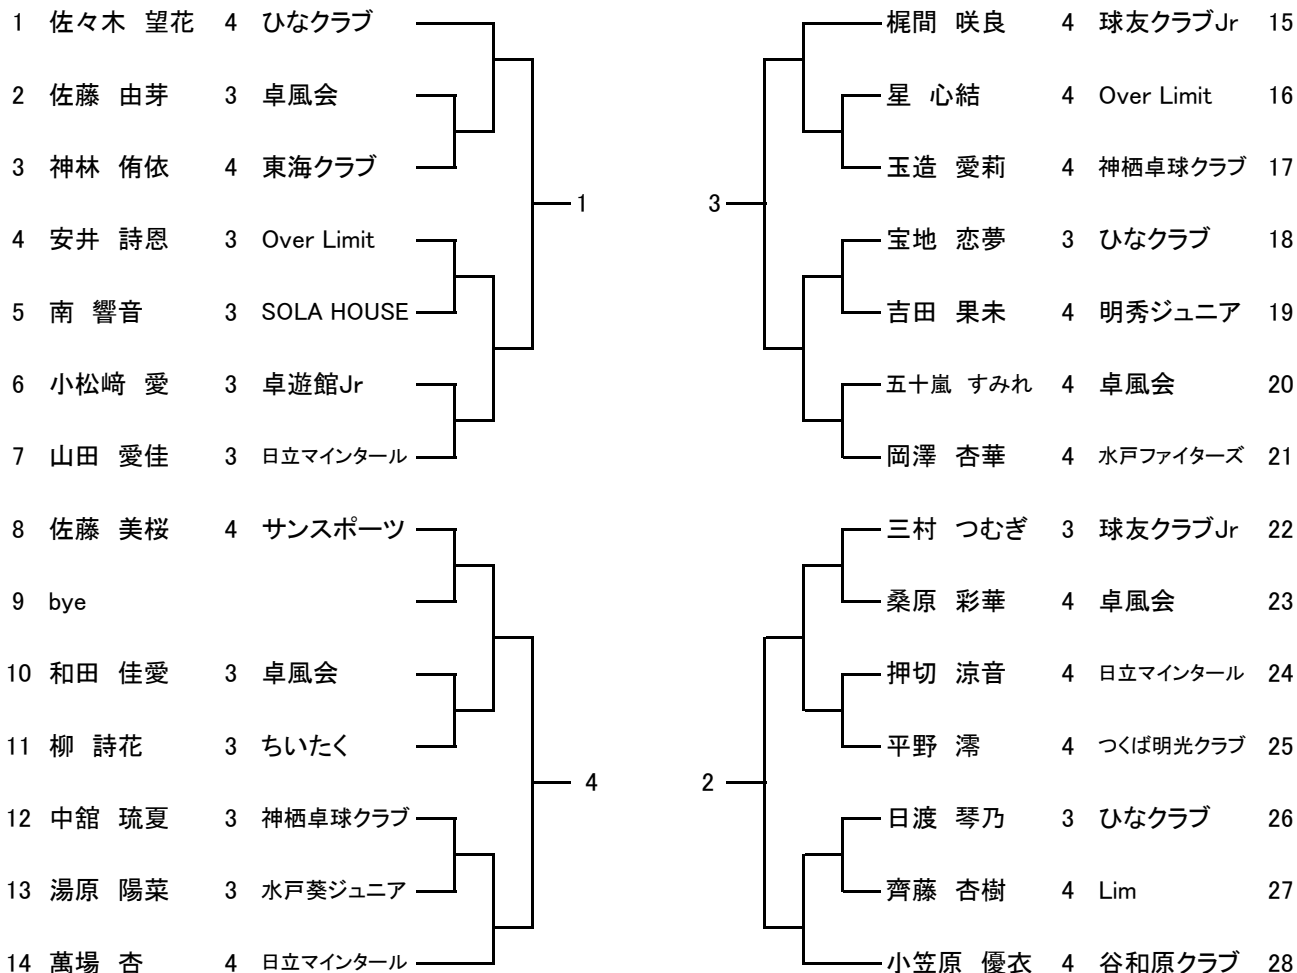 1 佐々木 望花 4 ひなクラブ
2 佐藤 由芽 3 卓風会
3 神林 侑依 4 東海クラブ
1
4 安井 詩恩 3 Over Limit
5 南 響音 3 SOLA HOUSE
6 小松﨑 愛 3 卓遊館Jr
7 山田 愛佳 3 日立マインタール
8 佐藤 美桜 4 サンスポーツ
9 bye
10 和田 佳愛 3 卓風会
11 柳 詩花 3 ちいたく
4
12 中舘 琉夏 3 神栖卓球クラブ
13 湯原 陽菜 3 水戸葵ジュニア
14 萬場 杏 4 日立マインタール
梶間 咲良 4 球友クラブJr 15
星 心結 4 Over Limit 16
玉造 愛莉 4 神栖卓球クラブ 17
3
宝地 恋夢 3 ひなクラブ 18
吉田 果未 4 明秀ジュニア 19
五十嵐 すみれ 4 卓風会 20
岡澤 杏華 4 水戸ファイターズ 21
三村 つむぎ 3 球友クラブJr 22
桑原 彩華 4 卓風会 23
押切 涼音 4 日立マインタール 24
平野 澪 4 つくば明光クラブ 25
2
日渡 琴乃 3 ひなクラブ 26
齊藤 杏樹 4 Lim 27
小笠原 優衣 4 谷和原クラブ 28